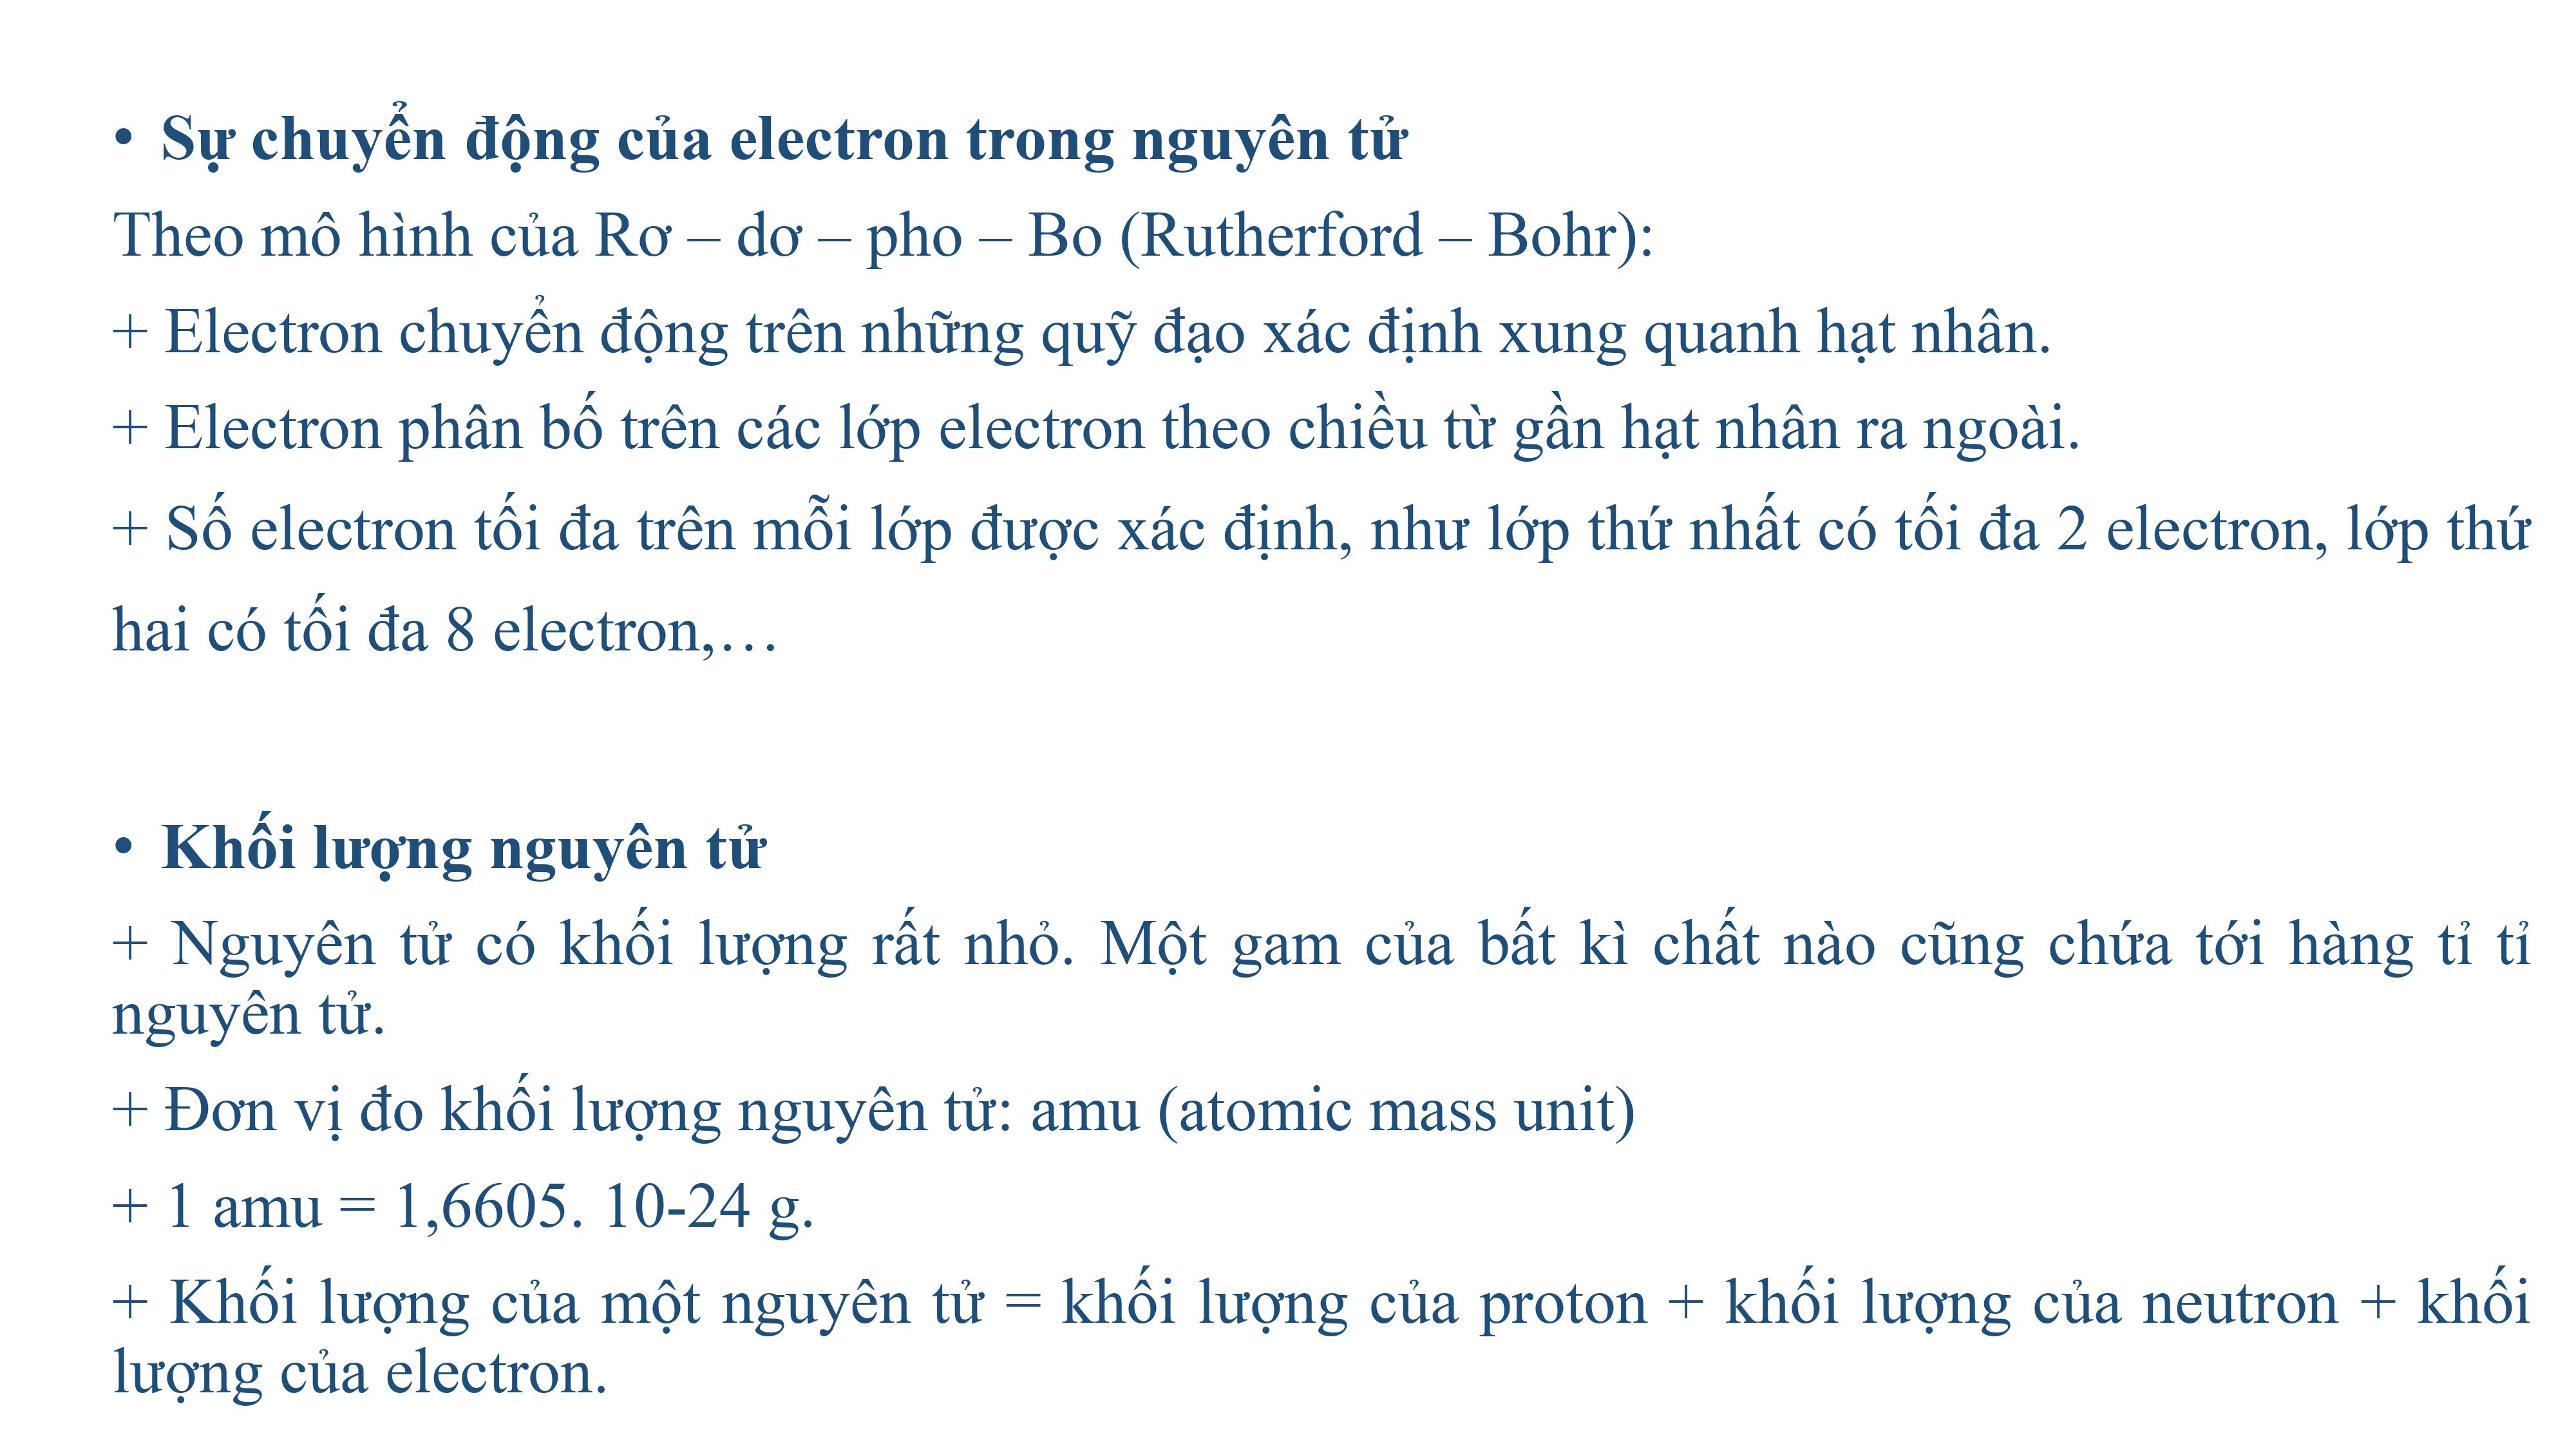 • Sự chuyển động của electron trong nguyên tử
Theo mô hình của Rơ – dơ – pho – Bo (Rutherford – Bohr):
+ Electron chuyển động trên những quỹ đạo xác định xung quanh hạt nhân.
+ Electron phân bố trên các lớp electron theo chiều từ gần hạt nhân ra ngoài.
+ Số electron tối đa trên mỗi lớp được xác định, như lớp thứ nhất có tối đa 2 electron, lớp thứ
hai có tối đa 8 electron,…
• Khối lượng nguyên tử
+ Nguyên tử có khối lượng rất nhỏ. Một gam của bất kì chất nào cũng chứa tới hàng tỉ tỉ
nguyên tử.
+ Đơn vị đo khối lượng nguyên tử: amu (atomic mass unit)
+ 1 amu = 1,6605. 10-24 g.
+ Khối lượng của một nguyên tử = khối lượng của proton + khối lượng của neutron + khối
lượng của electron.